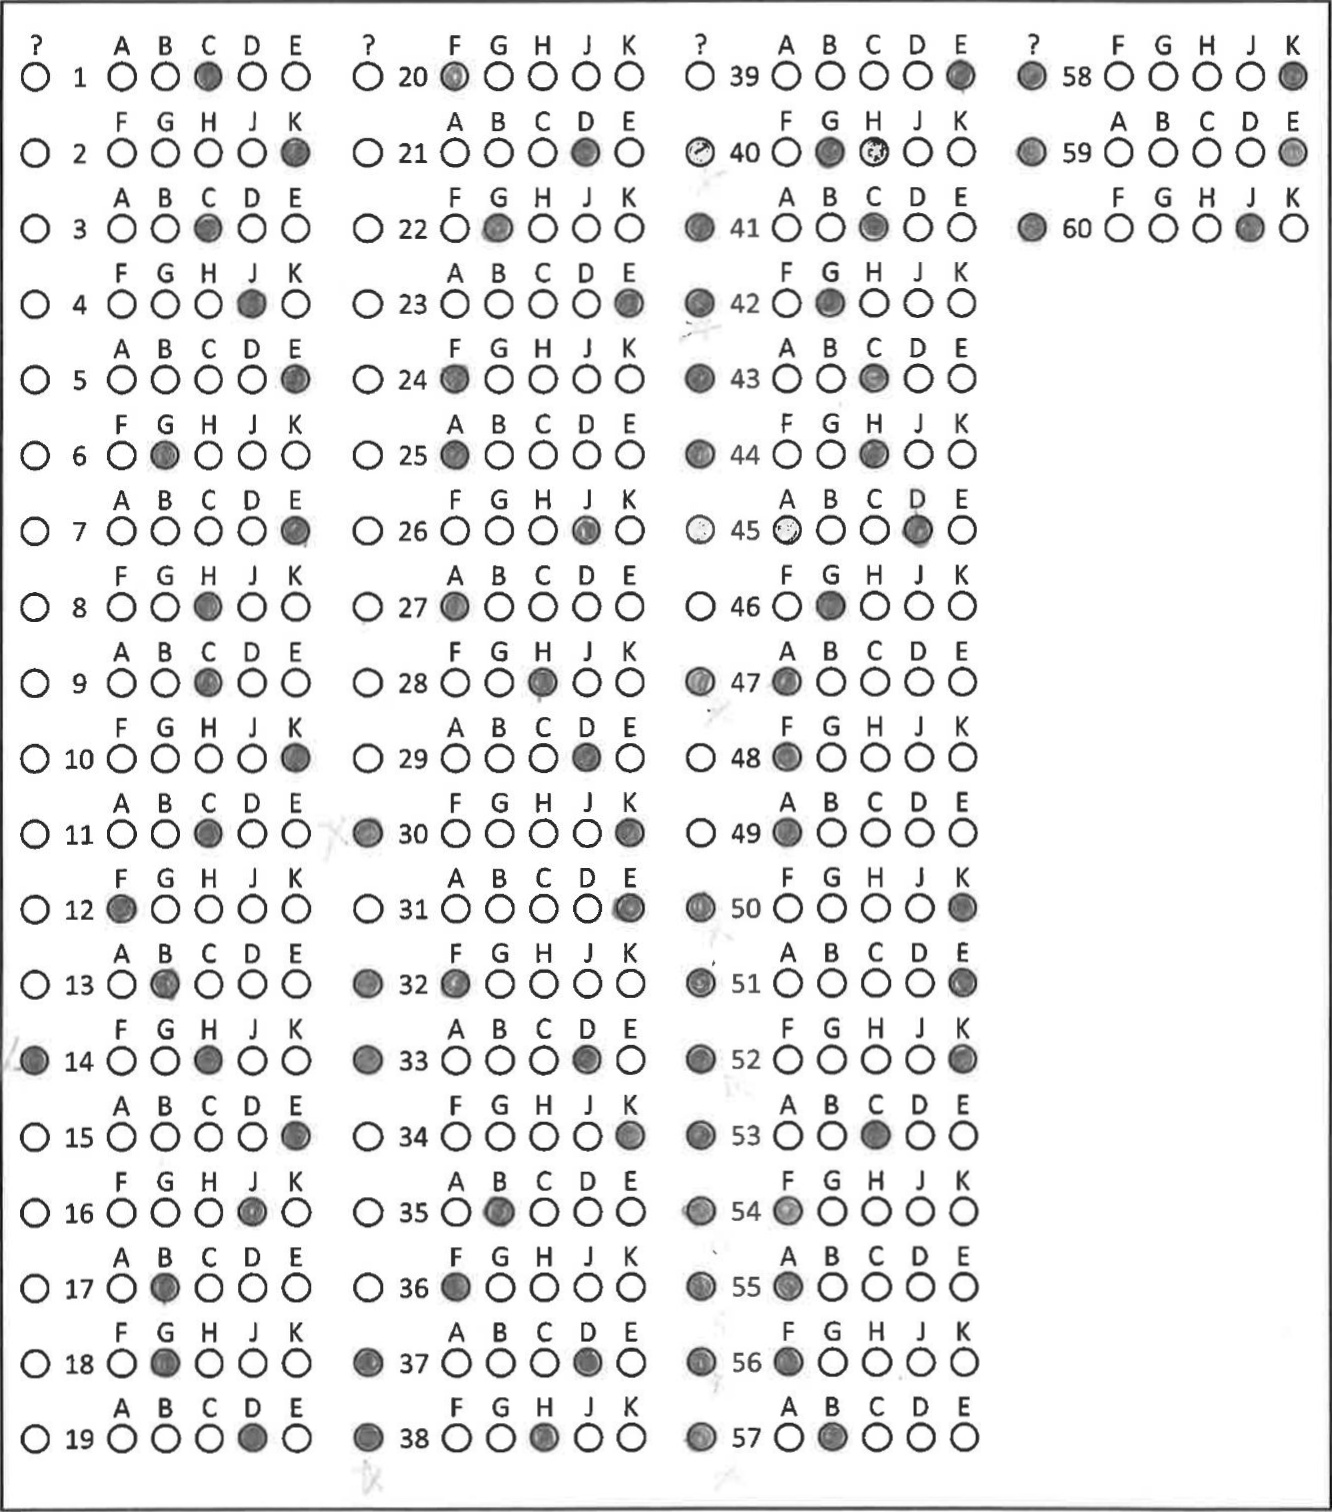 ? A B C D E
1
F G H J K
2
A B C D E
3
F G H J K
4
A B C D E
5
F G H J K
6
A B C D E
7
F G H J K
8
A B C D E
9
F G H J K
10
A B C D E
11
F G H J K
12
A B C D E
13
F G H J K
14
A B C D E
15
F G H J K
16
A B C D E
17
F G H J K
18
A B C D E
19
? F G H J K
20
A B C D E
21
F G H J K
22
A B C D E
23
F G H J K
24
A B C D E
25
F G H J K
26
A B C D E
27
F G H J K
28
A B C D E
29
F G H J K
30
A B C D E
31
F G H J K
32
A B C D E
33
F G H J K
34
A B C D E
35
F G H J K
36
A B C D E
37
F G H J K
38
? A B C D E
39
F G H J K
40
A B C D E
41
F G H J K
42
A B C D E
43
F G H J K
44
A B C D E
45
F G H J K
46
A B C D E
47
F G H J K
48
A B C D E
49
F G H J K
50
A B C D E
51
F G H J K
52
A B C D E
53
F G H J K
54
A B C D E
55
F G H J K
56
A B C D E
57
? F G H J K
58
A B C D E
59
F G H J K
60